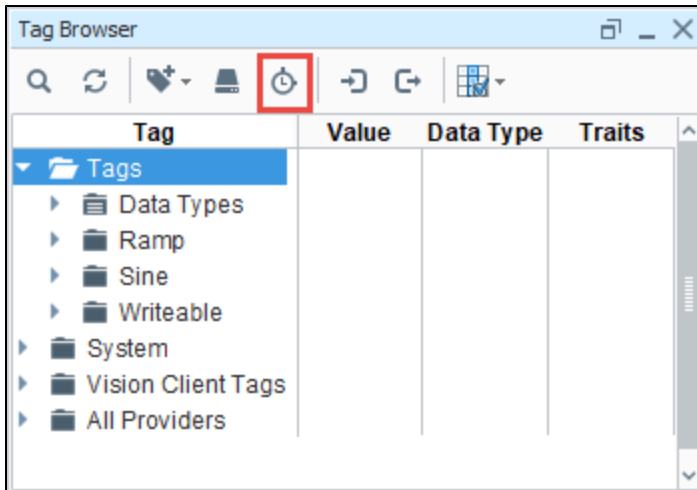 Tag Browser
Tag Value Data Type Traits
Tags
Data Types
Ramp
Sine
Writeable
System
Vision Client Tags
All Providers